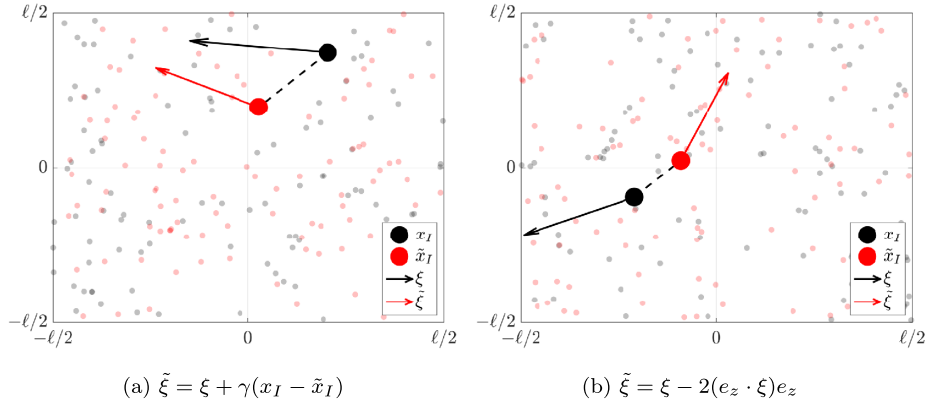 ℓ/2
0
−ℓ/2
−ℓ/2
0
ℓ/2
x_I
x̃_I
ξ
ξ̃
(a) ξ̃ = ξ + γ(x_I − x̃_I)
ℓ/2
0
−ℓ/2
−ℓ/2
0
ℓ/2
x_I
x̃_I
ξ
ξ̃
(b) ξ̃ = ξ − 2(e_z · ξ)e_z